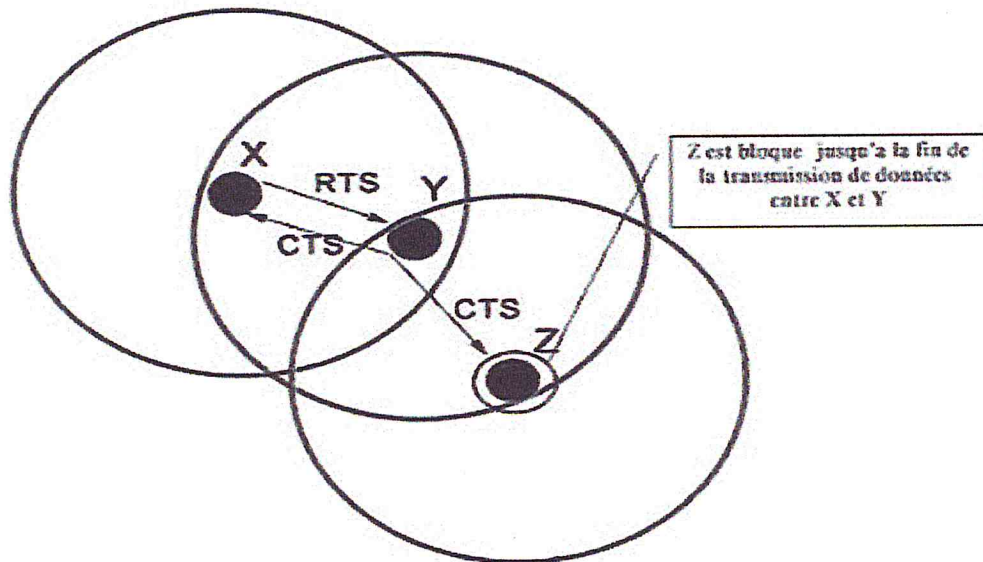 X
RTS
Y
CTS
CTS
Z
Z est bloque jusqu'a la fin de
la transmission de données
entre X et Y